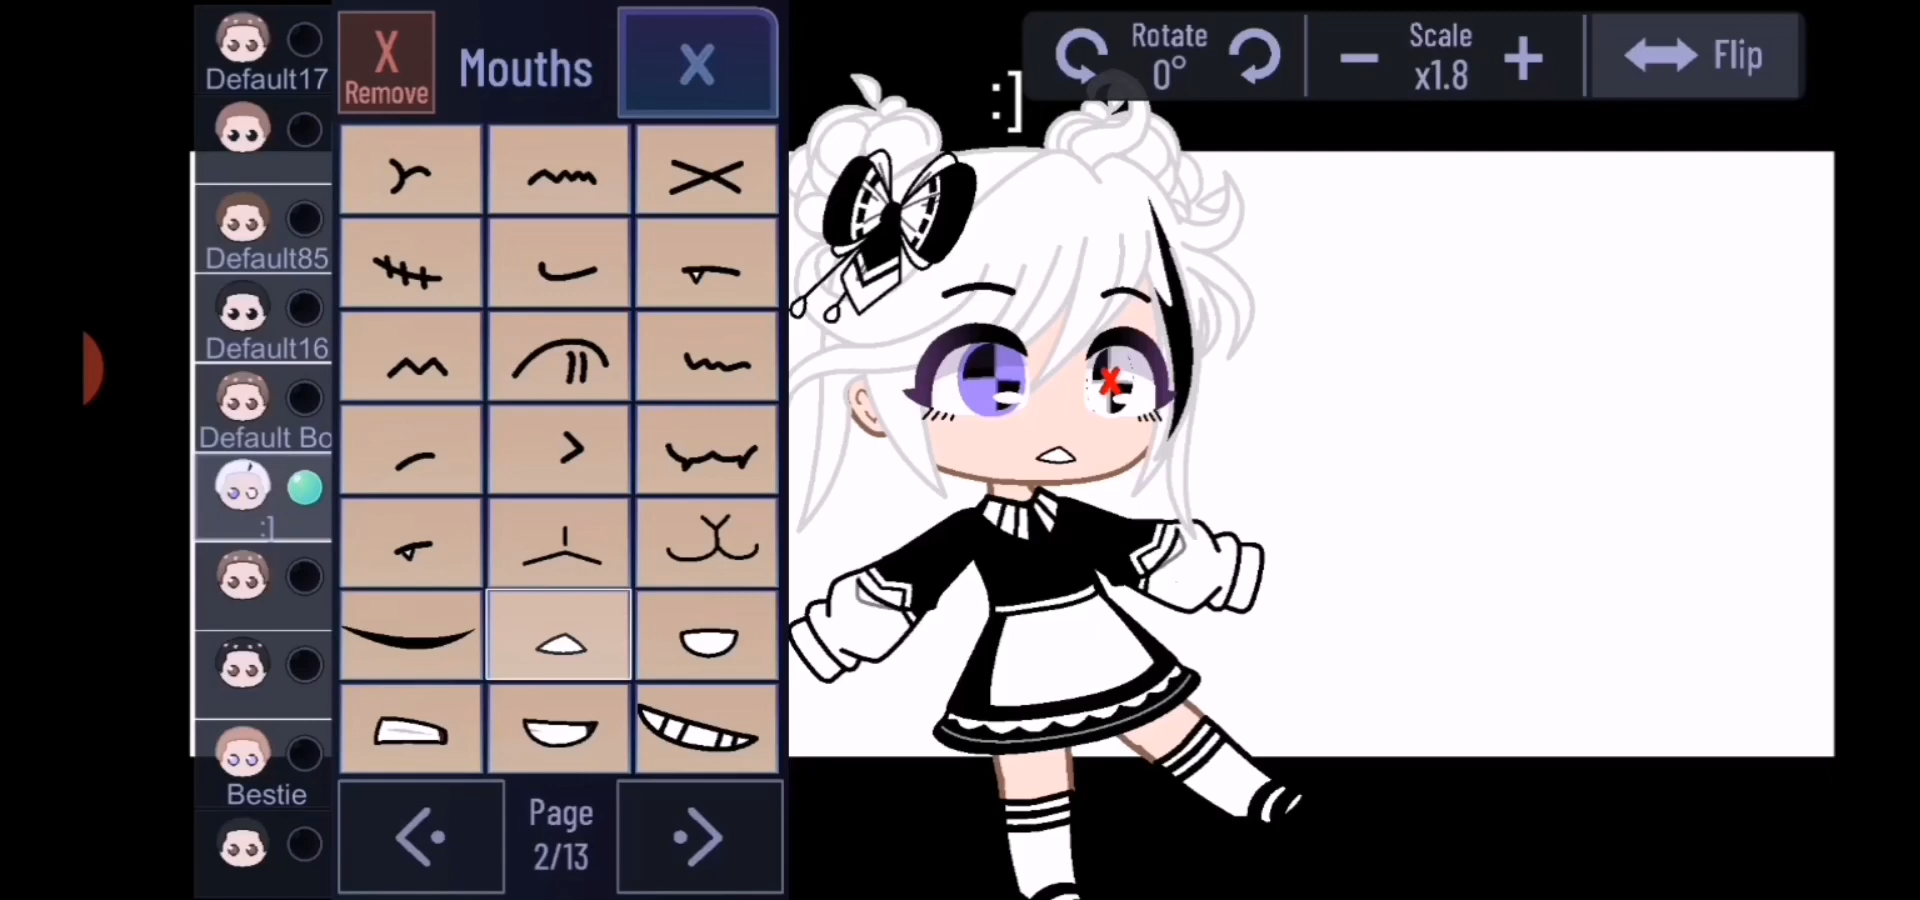 Default17
Default85
Default16
Default Bo
:]
Bestie
X
Remove
Mouths
X
Page
2/13
:]
Rotate
0°
Scale
x1.8
Flip